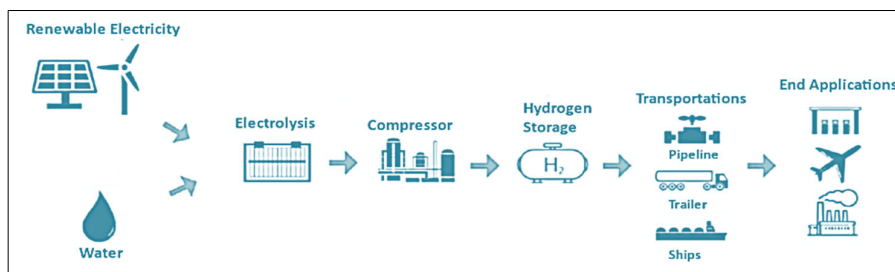 Renewable Electricity
Water
Electrolysis
Compressor
Hydrogen
Storage
H₂
Transportations
Pipeline
Trailer
Ships
End Applications